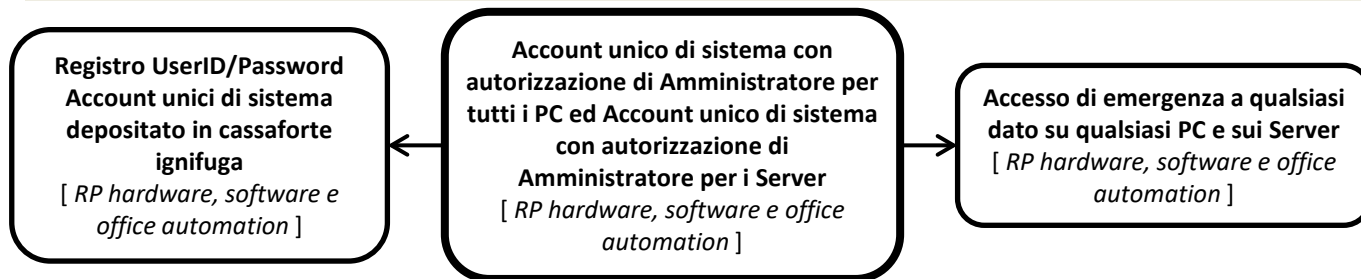 Registro UserID/Password
Account unici di sistema
depositato in cassaforte
ignifuga
[ RP hardware, software e
office automation ]
Account unico di sistema con
autorizzazione di Amministratore per
tutti i PC ed Account unico di sistema
con autorizzazione di
Amministratore per i Server
[ RP hardware, software e office
automation ]
Accesso di emergenza a qualsiasi
dato su qualsiasi PC e sui Server
[ RP hardware, software e office
automation ]